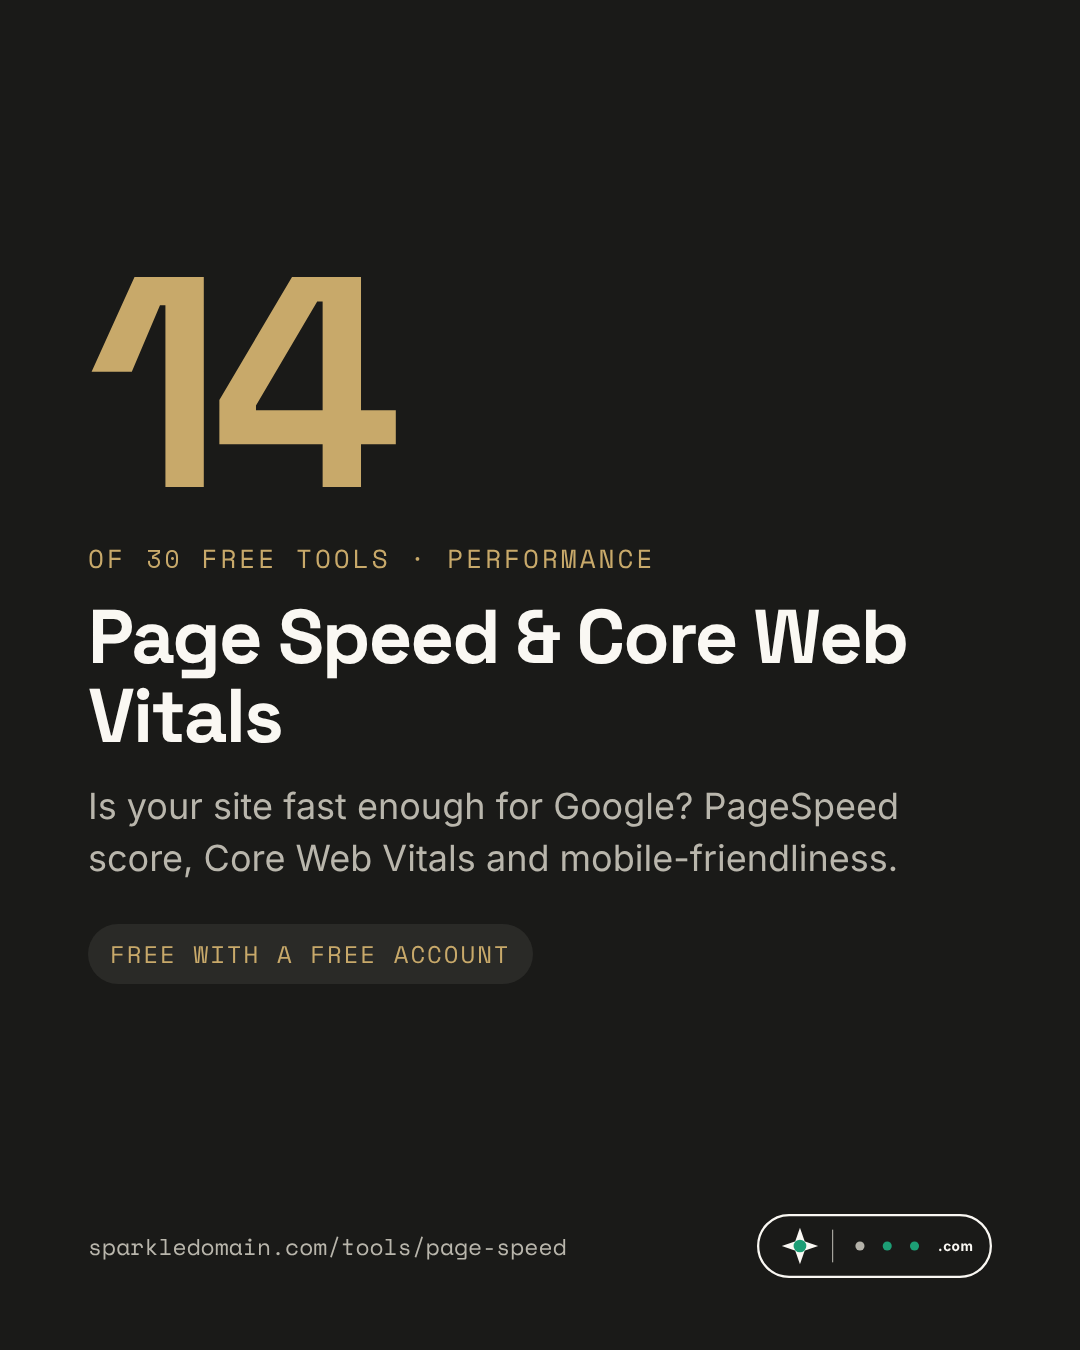 14
OF 30 FREE TOOLS · PERFORMANCE
Page Speed & Core Web
Vitals
Is your site fast enough for Google? PageSpeed
score, Core Web Vitals and mobile-friendliness.
FREE WITH A FREE ACCOUNT
sparkledomain.com/tools/page-speed
.com